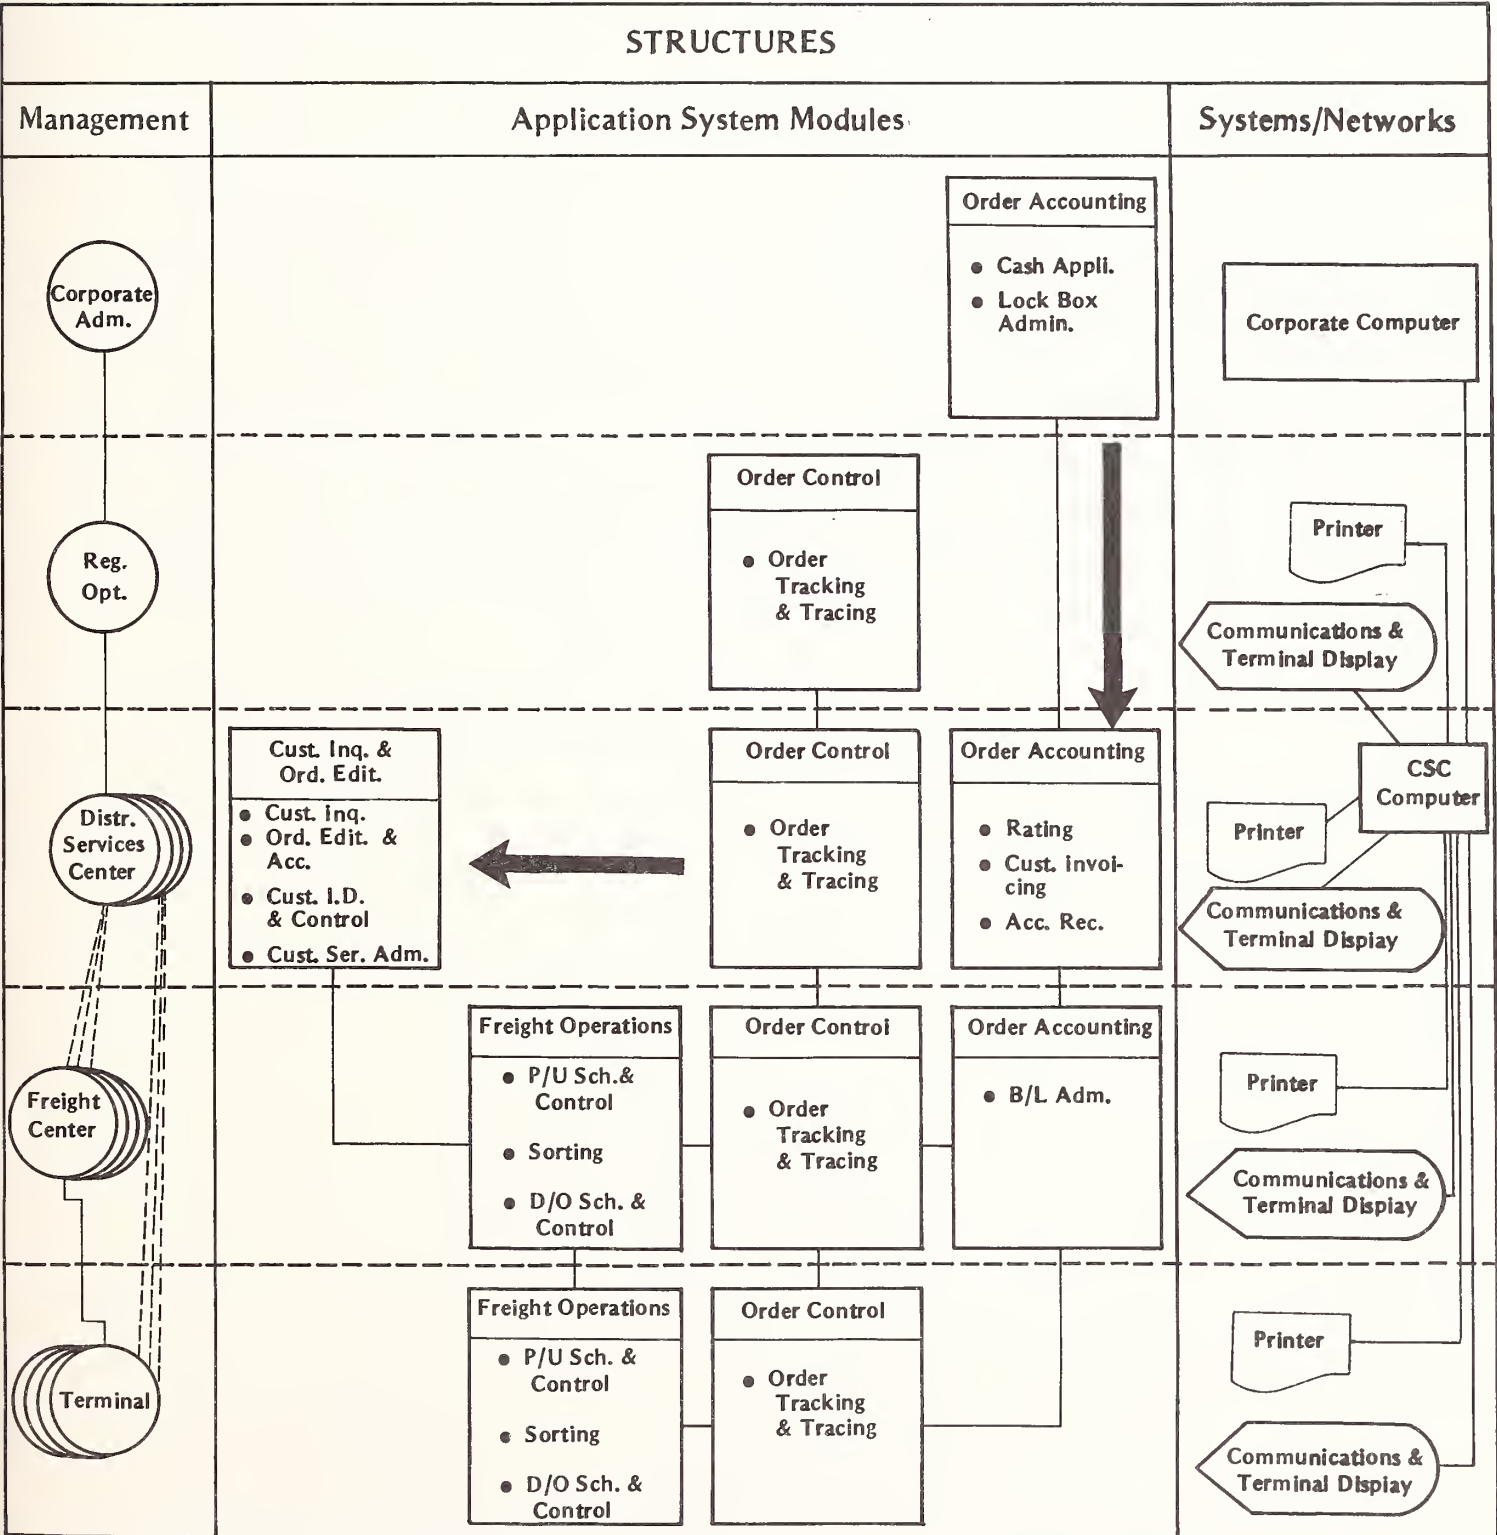 STRUCTURES
Management
Application System Modules
Systems/Networks
Corporate
Adm.
Order Accounting
• Cash Appli.
• Lock Box
Admin.
Corporate Computer
Reg.
Opt.
Order Control
• Order
Tracking
& Tracing
Printer
Communications &
Terminal Display
Distr.
Services
Center
Cust. Inq. &
Ord. Edit.
• Cust. Inq.
• Ord. Edit. &
Acc.
• Cust. I.D.
& Control
• Cust. Ser. Adm.
Order Control
• Order
Tracking
& Tracing
Order Accounting
• Rating
• Cust. Invoi-
cing
• Acc. Rec.
CSC
Computer
Printer
Communications &
Terminal Display
Freight
Center
Freight Operations
• P/U Sch.&
Control
• Sorting
• D/O Sch. &
Control
Order Control
• Order
Tracking
& Tracing
Order Accounting
• B/L Adm.
Printer
Communications &
Terminal Display
Terminal
Freight Operations
• P/U Sch. &
Control
• Sorting
• D/O Sch. &
Control
Order Control
• Order
Tracking
& Tracing
Printer
Communications &
Terminal Display